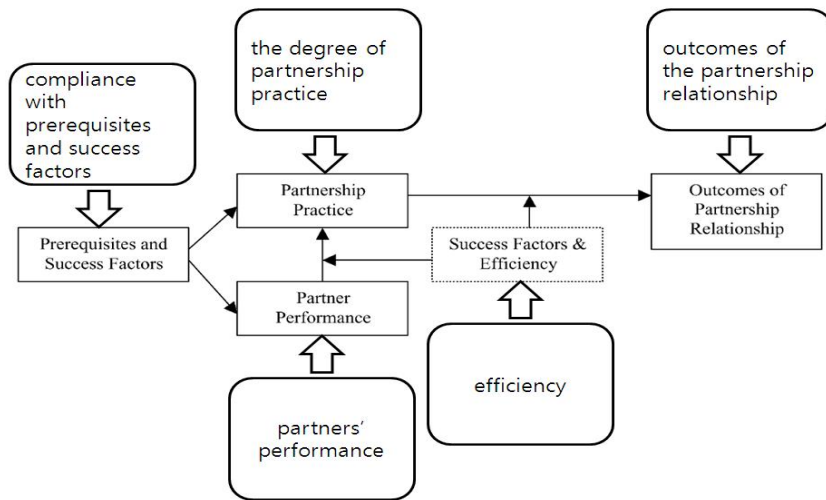 compliance
with
prerequisites
and success
factors
the degree of
partnership
practice
outcomes of
the partnership
relationship
Partnership
Practice
Outcomes of
Partnership
Relationship
Prerequisites and
Success Factors
Success Factors &
Efficiency
Partner
Performance
partners’
performance
efficiency